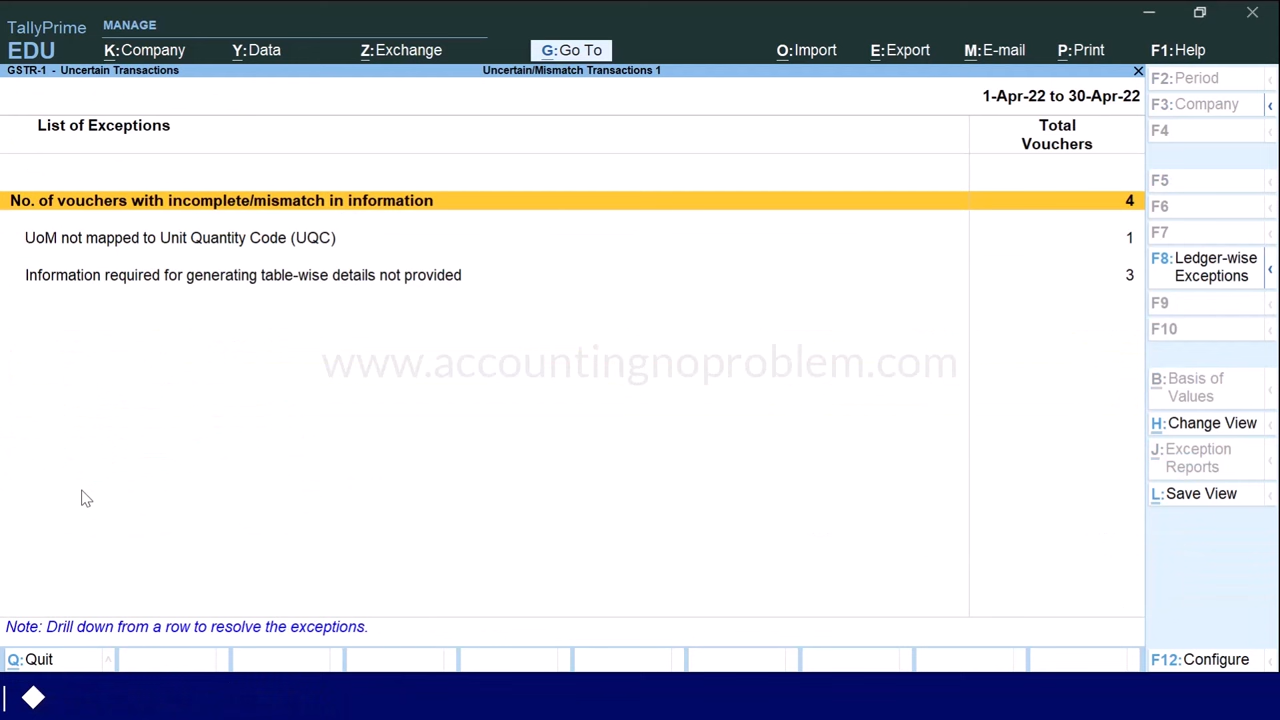 TallyPrime
EDU
MANAGE
K:Company Y:Data Z:Exchange G:Go To O:Import E:Export M:E-mail P:Print F1:Help
GSTR-1 - Uncertain Transactions Uncertain/Mismatch Transactions 1
1-Apr-22 to 30-Apr-22
List of Exceptions Total
Vouchers
No. of vouchers with incomplete/mismatch in information 4
UoM not mapped to Unit Quantity Code (UQC) 1
Information required for generating table-wise details not provided 3
www.accountingnoproblem.com
Note: Drill down from a row to resolve the exceptions.
Q:Quit
F2:Period
F3:Company
F4
F5
F6
F7
F8:Ledger-wise
Exceptions
F9
F10
B:Basis of
Values
H:Change View
J:Exception
Reports
L:Save View
F12:Configure